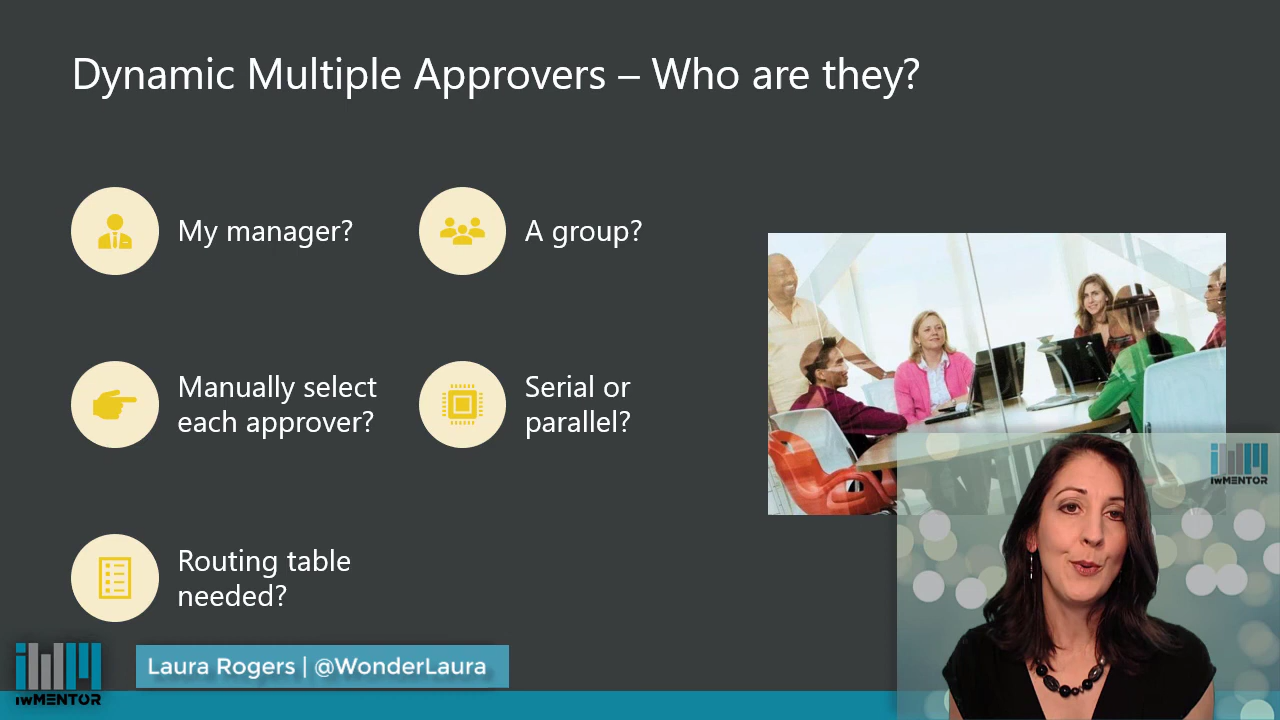 Dynamic Multiple Approvers – Who are they?
My manager?
A group?
Manually select
each approver?
Serial or
parallel?
Routing table
needed?
iwMENTOR
Laura Rogers | @WonderLaura
iwMENTOR